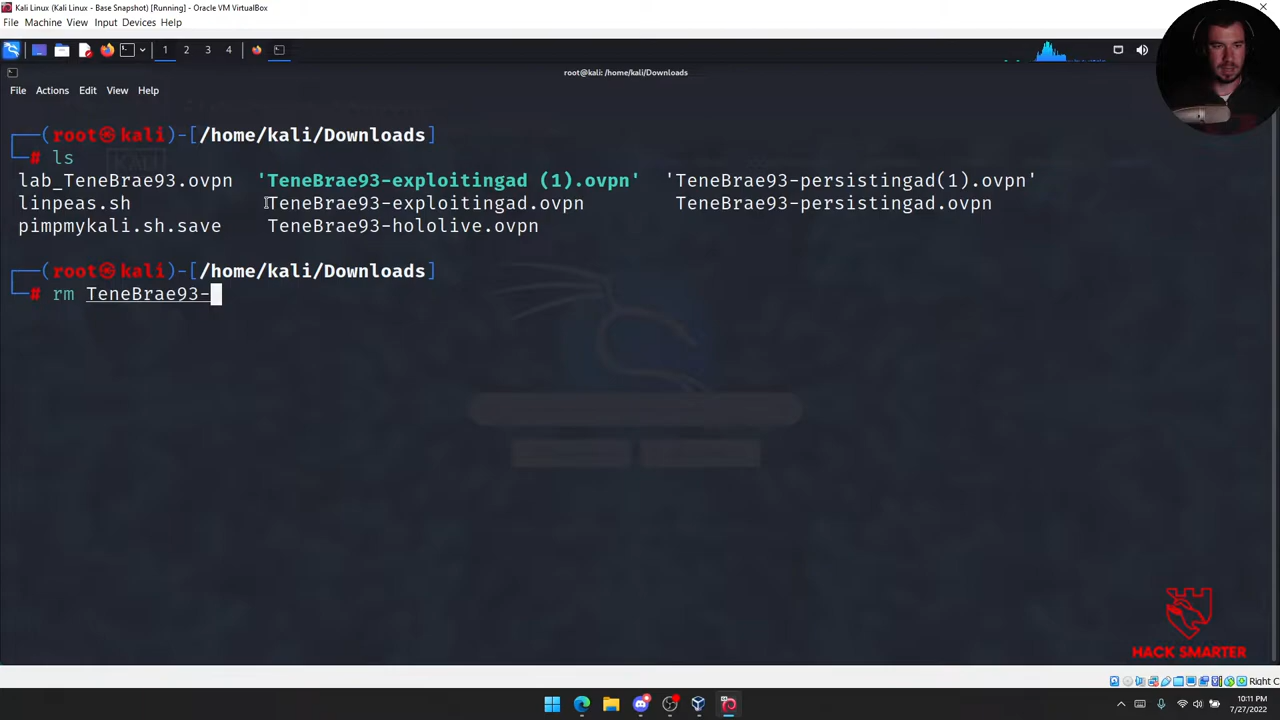 Kali Linux (Kali Linux - Base Snapshot) [Running] - Oracle VM VirtualBox
File Machine View Input Devices Help
1 2 3 4
root@kali: /home/kali/Downloads
File Actions Edit View Help
(root㉿kali)-[/home/kali/Downloads]
# ls
lab_TeneBrae93.ovpn 'TeneBrae93-exploitingad (1).ovpn' 'TeneBrae93-persistingad(1).ovpn'
linpeas.sh TeneBrae93-exploitingad.ovpn TeneBrae93-persistingad.ovpn
pimpmykali.sh.save TeneBrae93-hololive.ovpn
(root㉿kali)-[/home/kali/Downloads]
# rm TeneBrae93-
HACK SMARTER
Right C
10:11 PM
7/27/2022